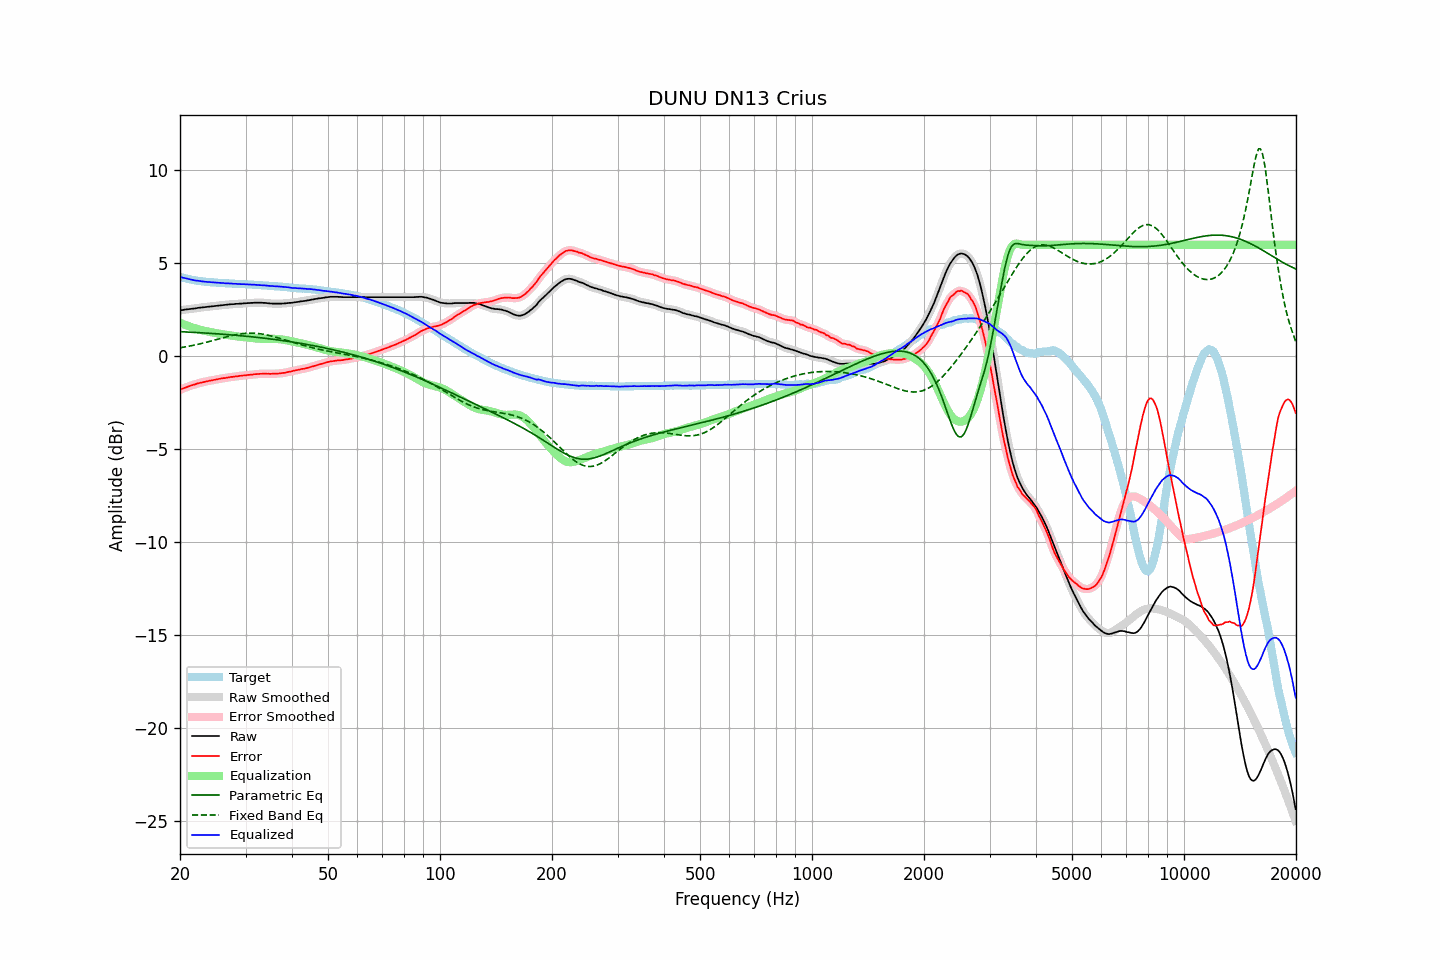 DUNU DN13 Crius
Amplitude (dBr)
10
5
0
−5
−10
−15
−20
−25
Target
Raw Smoothed
Error Smoothed
Raw
Error
Equalization
Parametric Eq
Fixed Band Eq
Equalized
20 50 100 200 500 1000 2000 5000 10000 20000
Frequency (Hz)